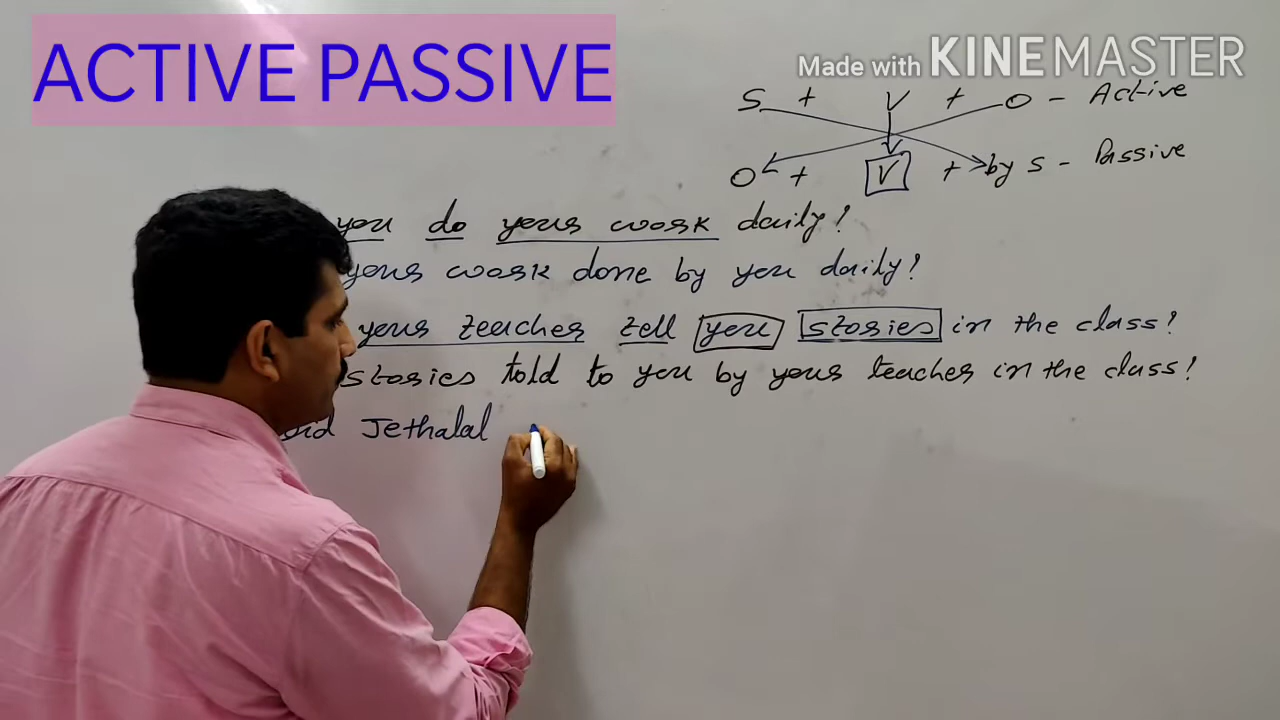 ACTIVE PASSIVE
Made with KINEMASTER
S + V + O - Active
O + V + by S - Passive
you do your work daily?
your work done by you daily?
your teacher tell you stories in the class?
stories told to you by your teacher in the class?
Did Jethalal